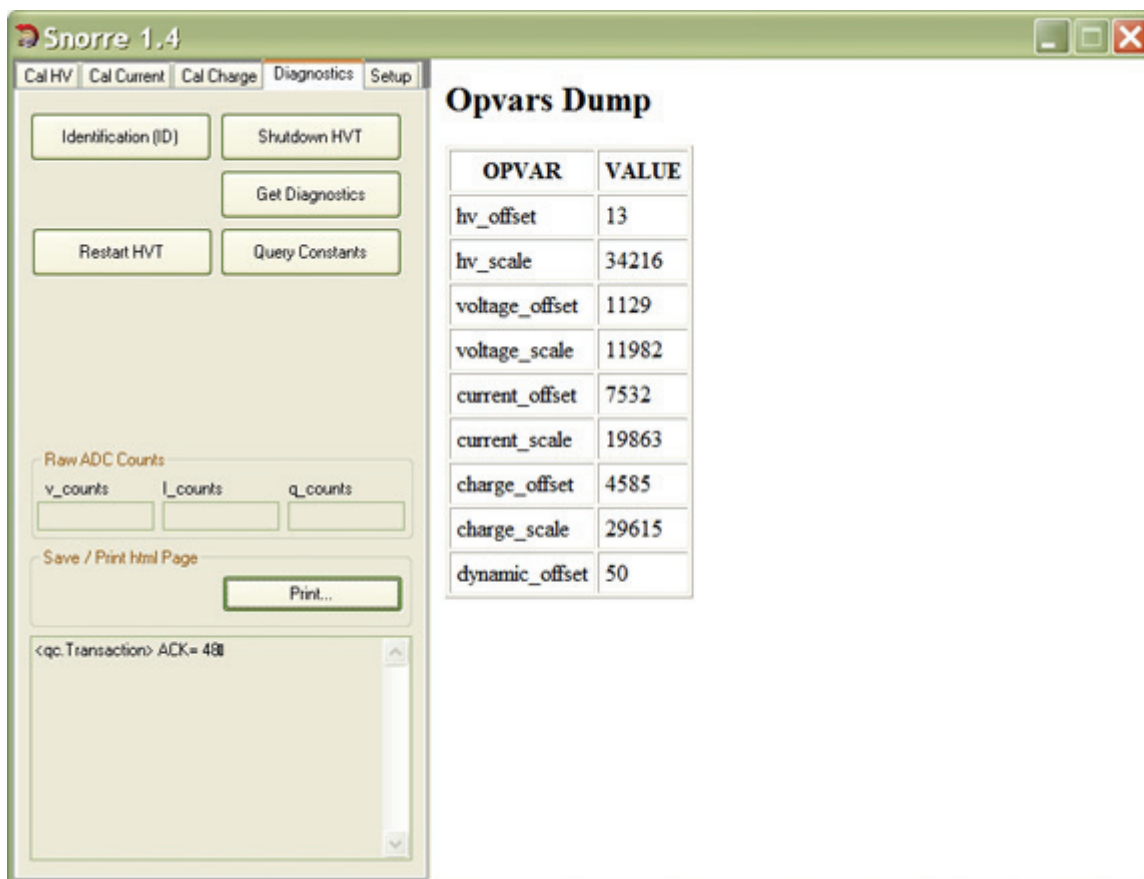 Snorre 1.4
Cal HV Cal Current Cal Charge Diagnostics Setup
Identification (ID) Shutdown HVT
Get Diagnostics
Restart HVT Query Constants
Raw ADC Counts
v_counts I_counts q_counts
Save / Print html Page
Print...
<qc.Transaction> ACK= 48
Opvars Dump
OPVAR VALUE
hv_offset 13
hv_scale 34216
voltage_offset 1129
voltage_scale 11982
current_offset 7532
current_scale 19863
charge_offset 4585
charge_scale 29615
dynamic_offset 50